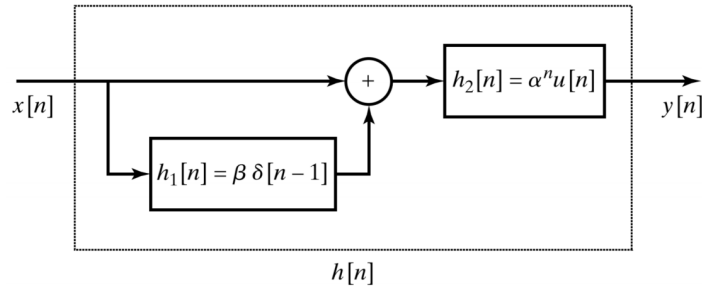 +
h₂[n] = αⁿu[n]
x[n]
y[n]
h₁[n] = β δ[n – 1]
h[n]